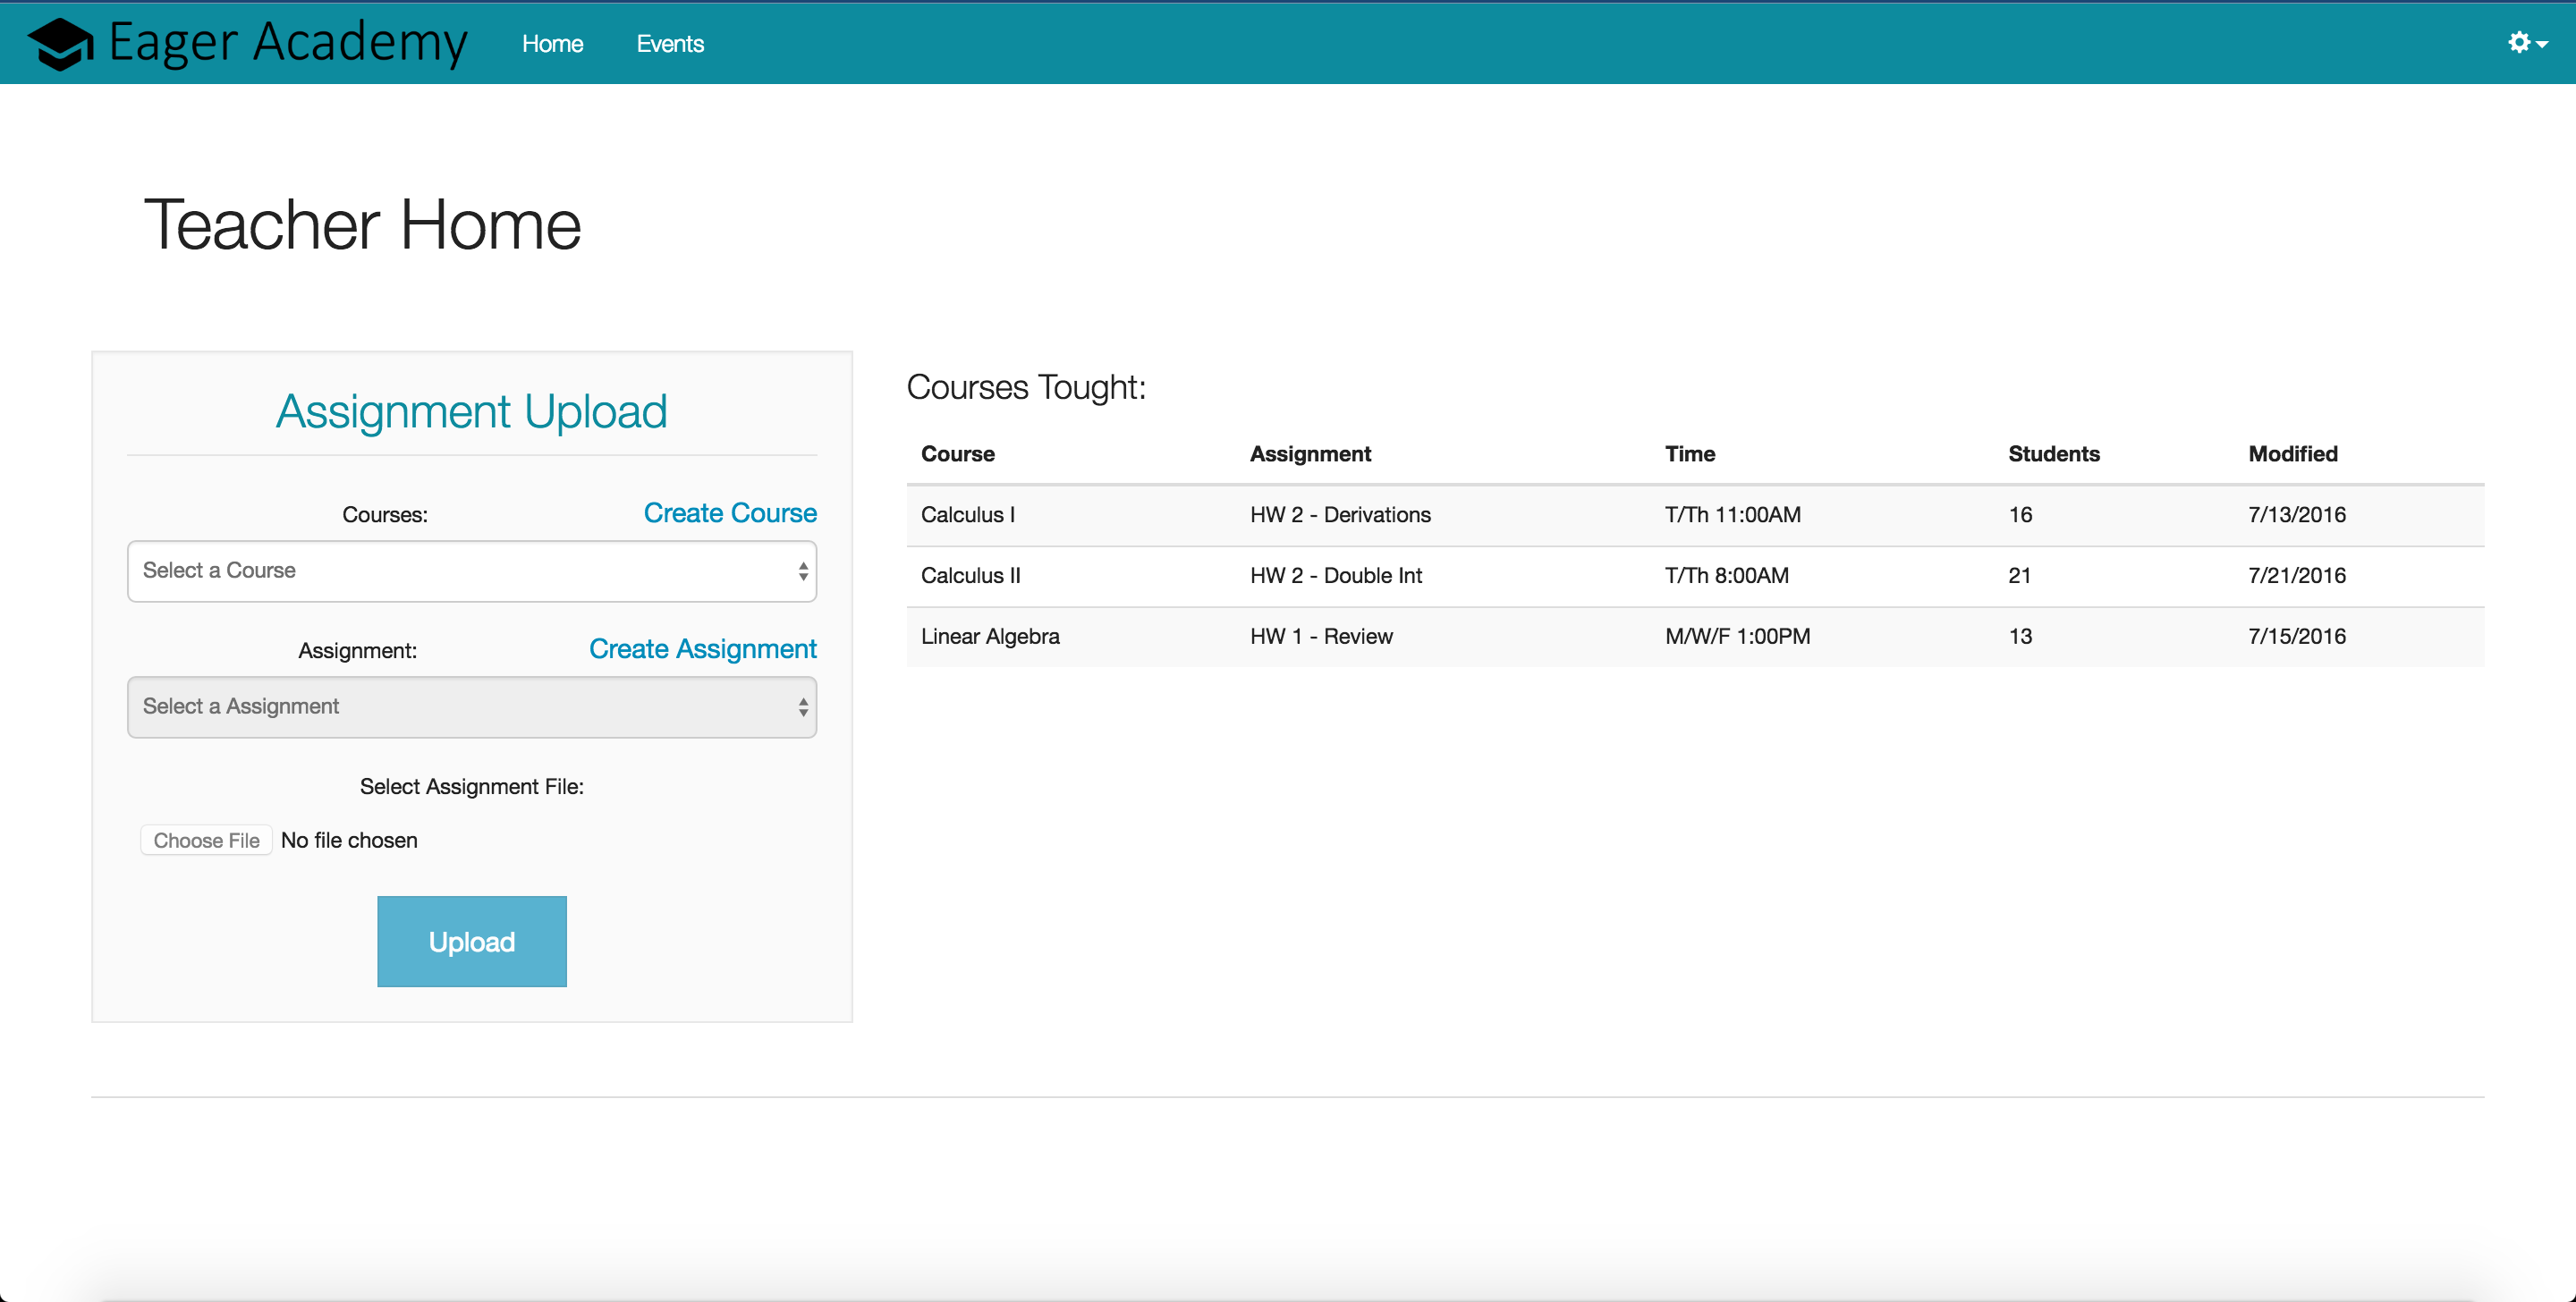 Eager Academy Home Events
Teacher Home
Assignment Upload
Courses: Create Course
Select a Course
Assignment: Create Assignment
Select a Assignment
Select Assignment File:
Choose File No file chosen
Upload
Courses Tought:
Course Assignment Time Students Modified
Calculus I HW 2 - Derivations T/Th 11:00AM 16 7/13/2016
Calculus II HW 2 - Double Int T/Th 8:00AM 21 7/21/2016
Linear Algebra HW 1 - Review M/W/F 1:00PM 13 7/15/2016